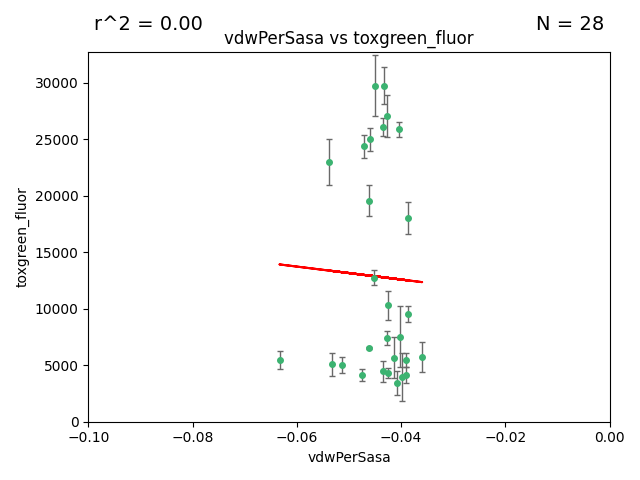 r^2 = 0.00
N = 28
vdwPerSasa vs toxgreen_fluor
30000
25000
20000
15000
10000
5000
0
toxgreen_fluor
−0.10
−0.08
−0.06
−0.04
−0.02
0.00
vdwPerSasa